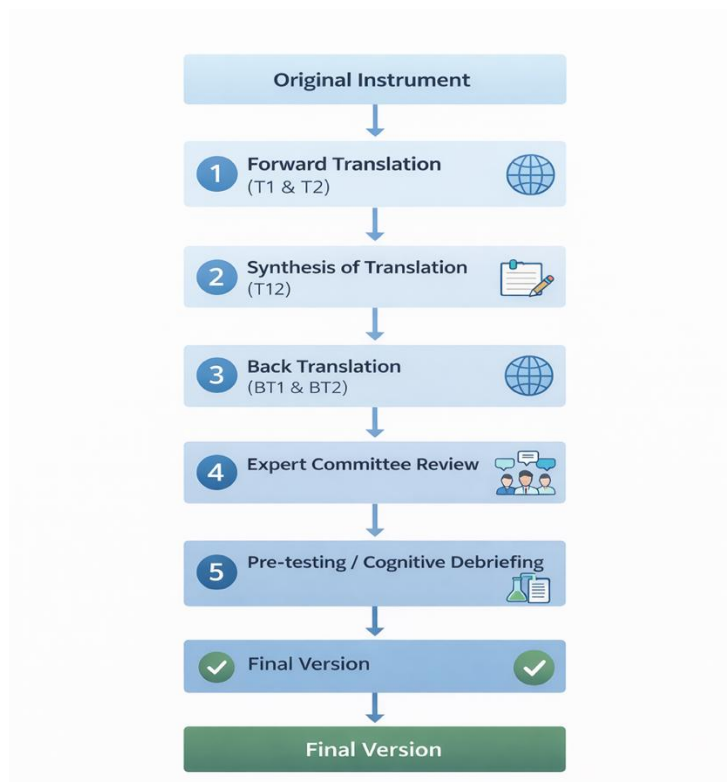 Original Instrument
1
Forward Translation
(T1 & T2)
2
Synthesis of Translation
(T12)
3
Back Translation
(BT1 & BT2)
4
Expert Committee Review
5
Pre-testing / Cognitive Debriefing
Final Version
Final Version